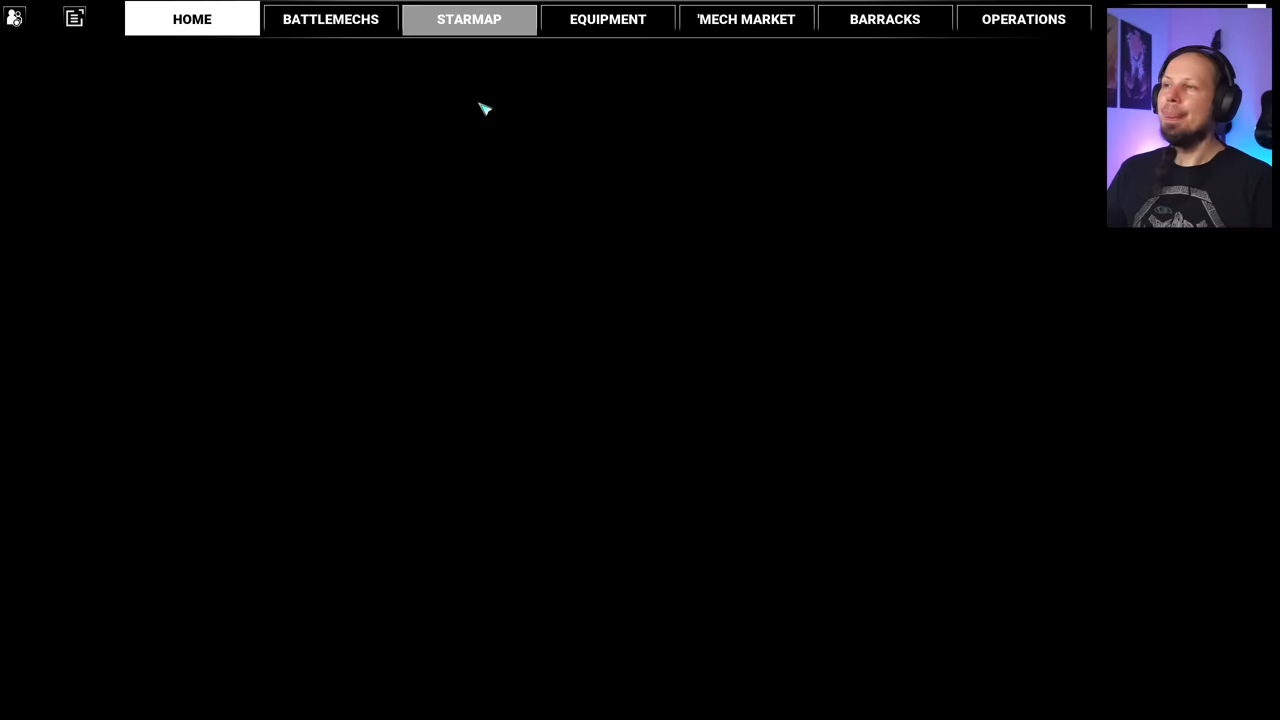 HOME
BATTLEMECHS
STARMAP
EQUIPMENT
'MECH MARKET
BARRACKS
OPERATIONS